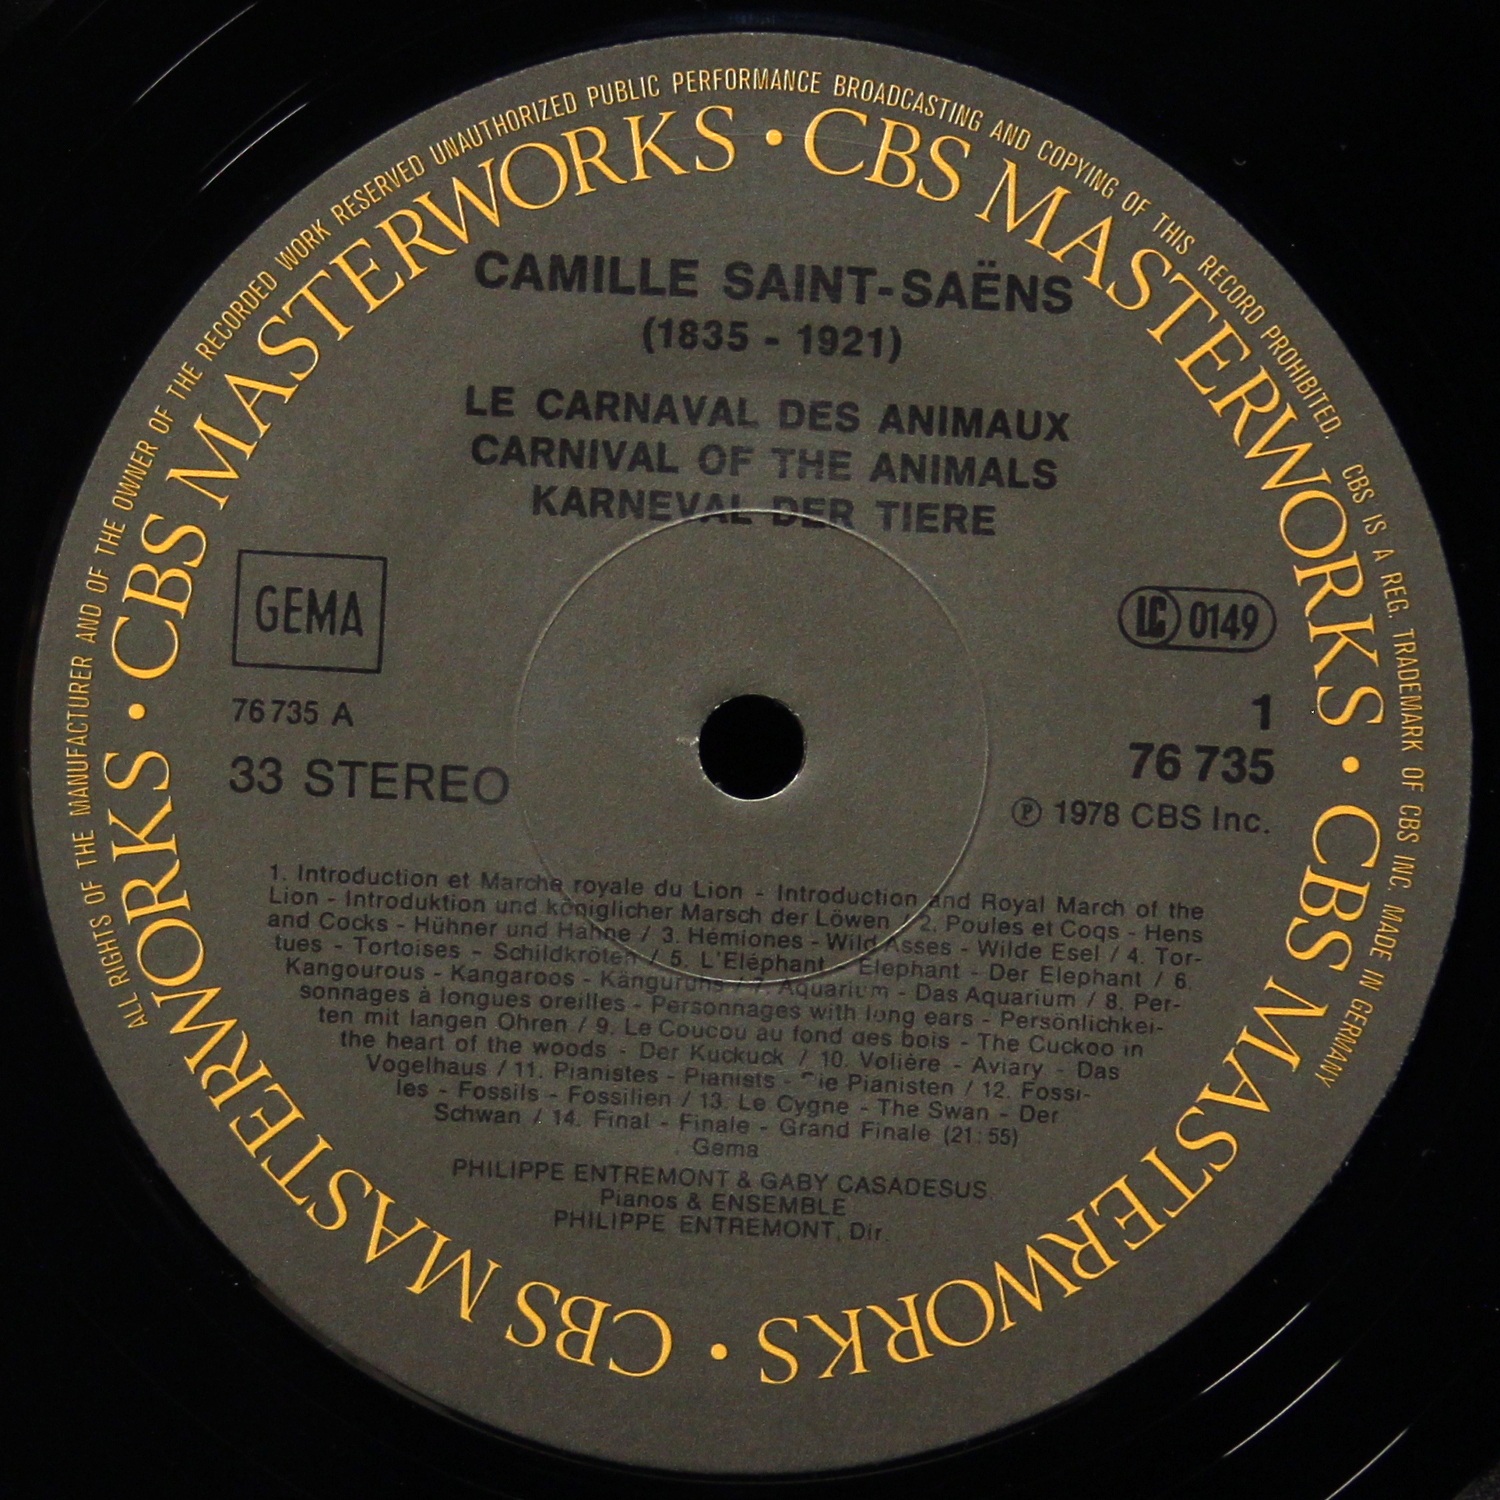 ALL RIGHTS OF THE MANUFACTURER AND OF THE OWNER OF THE RECORDED WORK RESERVED UNAUTHORIZED PUBLIC PERFORMANCE BROADCASTING AND COPYING OF THIS RECORD PROHIBITED. CBS IS A REG. TRADEMARK OF CBS INC. MADE IN GERMANY
CBS MASTERWORKS • CBS MASTERWORKS • CBS MASTERWORKS • CBS MASTERWORKS •
CAMILLE SAINT-SAËNS
(1835 - 1921)
LE CARNAVAL DES ANIMAUX
CARNIVAL OF THE ANIMALS
KARNEVAL DER TIERE
GEMA
LC 0149
76 735 A
1
33 STEREO
76 735
℗ 1978 CBS Inc.
1. Introduction et Marche royale du Lion - Introduction and Royal March of the
Lion - Introduktion und königlicher Marsch der Löwen / 2. Poules et Coqs - Hens
and Cocks - Hühner und Hähne / 3. Hémiones - Wild Asses - Wilde Esel / 4. Tor-
tues - Tortoises - Schildkröten / 5. L'Eléphant - Elephant - Der Elephant / 6.
Kangourous - Kangaroos - Känguruhs / 7. Aquarium - Das Aquarium / 8. Per-
sonnages à longues oreilles - Personnages with long ears - Persönlichkei-
ten mit langen Ohren / 9. Le Coucou au fond des bois - The Cuckoo in
the heart of the woods - Der Kuckuck / 10. Volière - Aviary - Das
Vogelhaus / 11. Pianistes - Pianists - Die Pianisten / 12. Fossi-
les - Fossils - Fossilien / 13. Le Cygne - The Swan - Der
Schwan / 14. Final - Finale - Grand Finale (21:55)
Gema
PHILIPPE ENTREMONT & GABY CASADESUS
Pianos & ENSEMBLE
PHILIPPE ENTREMONT, Dir.